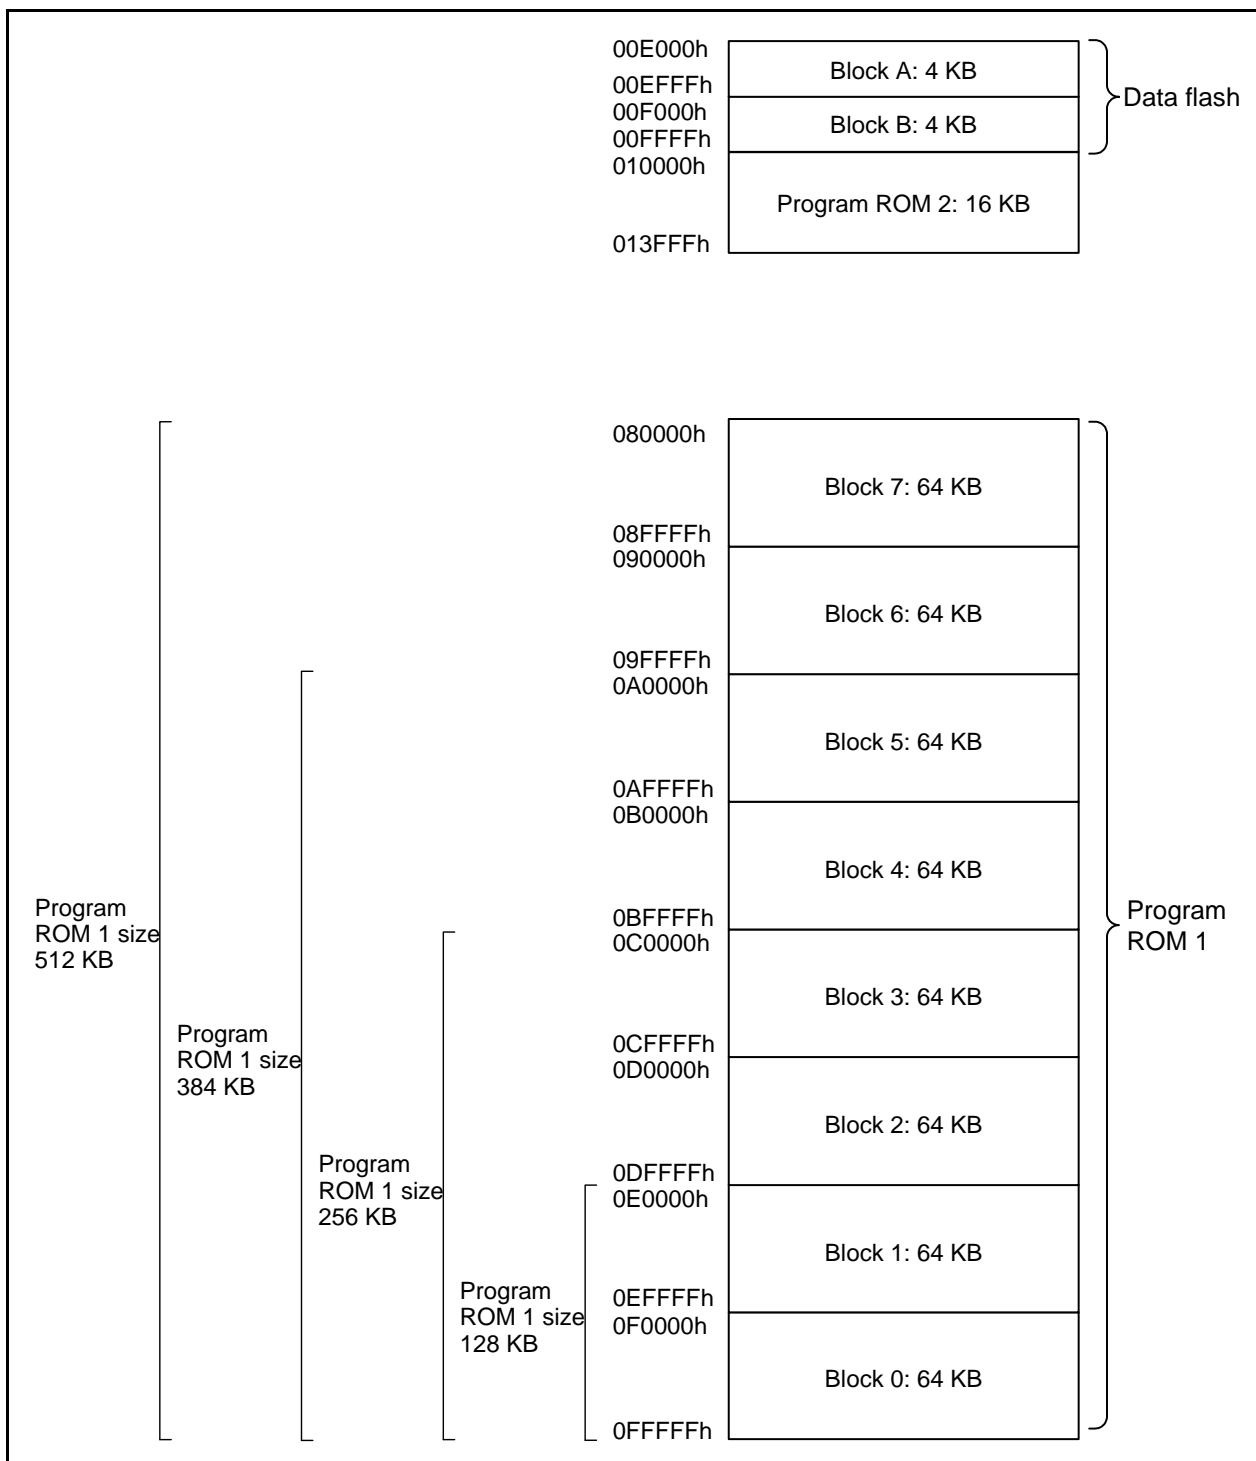 00E000h
Block A: 4 KB
00EFFFh
Data flash
00F000h
Block B: 4 KB
00FFFFh
010000h
Program ROM 2: 16 KB
013FFFh
080000h
Block 7: 64 KB
08FFFFh
090000h
Block 6: 64 KB
09FFFFh
0A0000h
Block 5: 64 KB
0AFFFFh
0B0000h
Block 4: 64 KB
0BFFFFh
0C0000h
Program
ROM 1 size
512 KB
Program
ROM 1
Block 3: 64 KB
0CFFFFh
0D0000h
Program
ROM 1 size
384 KB
Block 2: 64 KB
0DFFFFh
0E0000h
Program
ROM 1 size
256 KB
Block 1: 64 KB
0EFFFFh
0F0000h
Program
ROM 1 size
128 KB
Block 0: 64 KB
0FFFFFh